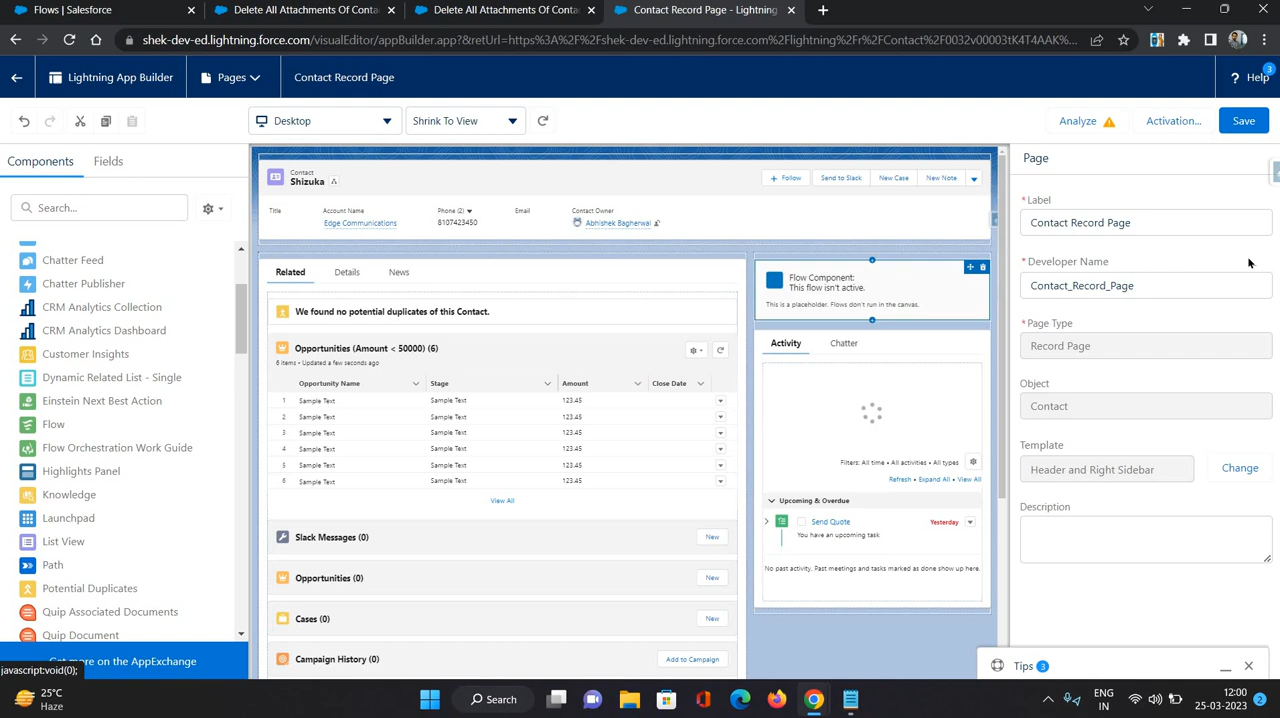 Flows | Salesforce
Delete All Attachments Of Conta
Delete All Attachments Of Conta
Contact Record Page - Lightning
shek-dev-ed.lightning.force.com/visualEditor/appBuilder.app?&retUrl=https%3A%2F%2Fshek-dev-ed.lightning.force.com%2Flightning%2Fr%2FContact%2F0032v00003tK4T4AAK%...
Lightning App Builder
Pages
Contact Record Page
3
? Help
Desktop
Shrink To View
Analyze
Activation...
Save
Components
Fields
Search...
Chatter Feed
Chatter Publisher
CRM Analytics Collection
CRM Analytics Dashboard
Customer Insights
Dynamic Related List - Single
Einstein Next Best Action
Flow
Flow Orchestration Work Guide
Highlights Panel
Knowledge
Launchpad
List View
Path
Potential Duplicates
Quip Associated Documents
Quip Document
Get more on the AppExchange
javascript:void(0);
Contact
Shizuka
+ Follow
Send to Slack
New Case
New Note
Title
Account Name
Phone (2)
Email
Contact Owner
Edge Communications
8107423450
Abhishek Bagherwal
Related
Details
News
We found no potential duplicates of this Contact.
Opportunities (Amount < 50000) (6)
6 items • Updated a few seconds ago
Opportunity Name
Stage
Amount
Close Date
1 Sample Text Sample Text 123.45
2 Sample Text Sample Text 123.45
3 Sample Text Sample Text 123.45
4 Sample Text Sample Text 123.45
5 Sample Text Sample Text 123.45
6 Sample Text Sample Text 123.45
View All
Slack Messages (0)
New
Opportunities (0)
New
Cases (0)
New
Campaign History (0)
Add to Campaign
Flow Component:
This flow isn't active.
This is a placeholder. Flows don't run in the canvas.
Activity
Chatter
Filters: All time • All activities • All types
Refresh • Expand All • View All
Upcoming & Overdue
Send Quote
Yesterday
You have an upcoming task
No past activity. Past meetings and tasks marked as done show up here.
Page
* Label
Contact Record Page
* Developer Name
Contact_Record_Page
* Page Type
Record Page
Object
Contact
Template
Header and Right Sidebar
Change
Description
Tips 3
25°C
Haze
Search
ENG
IN
12:00
25-03-2023
2